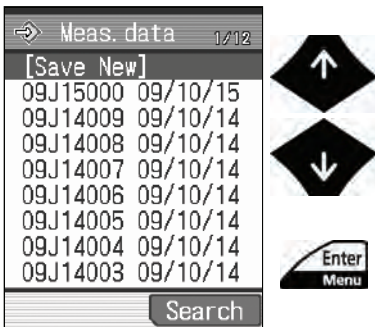 Meas.data 1/12
[Save New]
09J15000 09/10/15
09J14009 09/10/14
09J14008 09/10/14
09J14007 09/10/14
09J14006 09/10/14
09J14005 09/10/14
09J14004 09/10/14
09J14003 09/10/14
Search
Enter
Menu